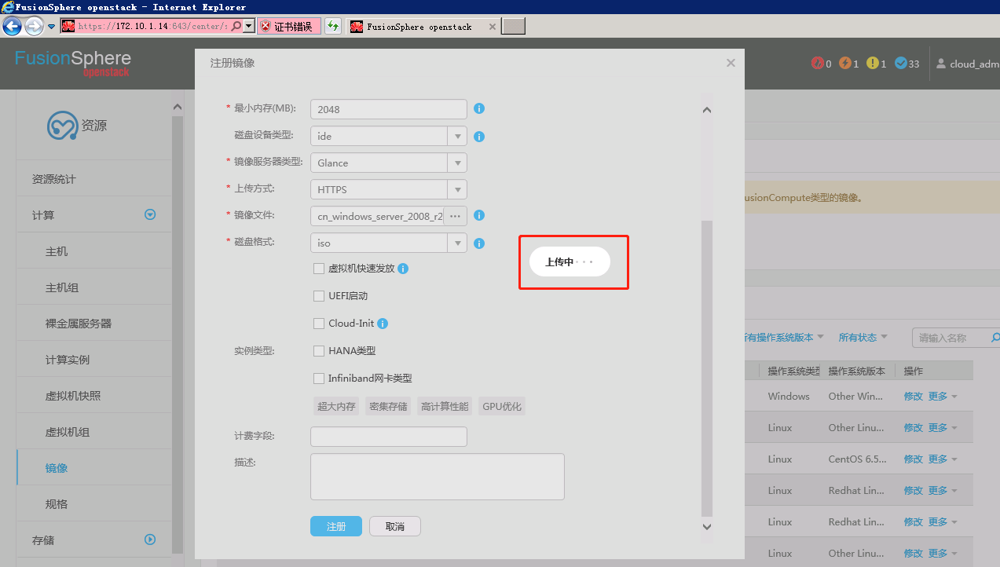 FusionSphere openstack - Internet Explorer
https://172.10.1.14:643/center/s
证书错误
FusionSphere openstack
FusionSphere
openstack
注册镜像
0 1 1 33
cloud_adm
资源
资源统计
计算
主机
主机组
裸金属服务器
计算实例
虚拟机快照
虚拟机组
镜像
规格
存储
* 最小内存(MB): 2048
磁盘设备类型: ide
* 镜像服务器类型: Glance
* 上传方式: HTTPS
* 镜像文件: cn_windows_server_2008_r2 ...
* 磁盘格式: iso
上传中 · · ·
虚拟机快速发放
UEFI启动
Cloud-Init
实例类型: HANA类型
Infiniband网卡类型
超大内存 密集存储 高计算性能 GPU优化
计费字段:
描述:
注册 取消
usionCompute类型的镜像。
所有操作系统版本 所有状态 请输入名称
操作系统类型 操作系统版本 操作
Windows Other Win... 修改 更多
Linux Other Linu... 修改 更多
Linux CentOS 6.5... 修改 更多
Linux Redhat Lin... 修改 更多
Linux Redhat Lin... 修改 更多
Linux Other Linu... 修改 更多